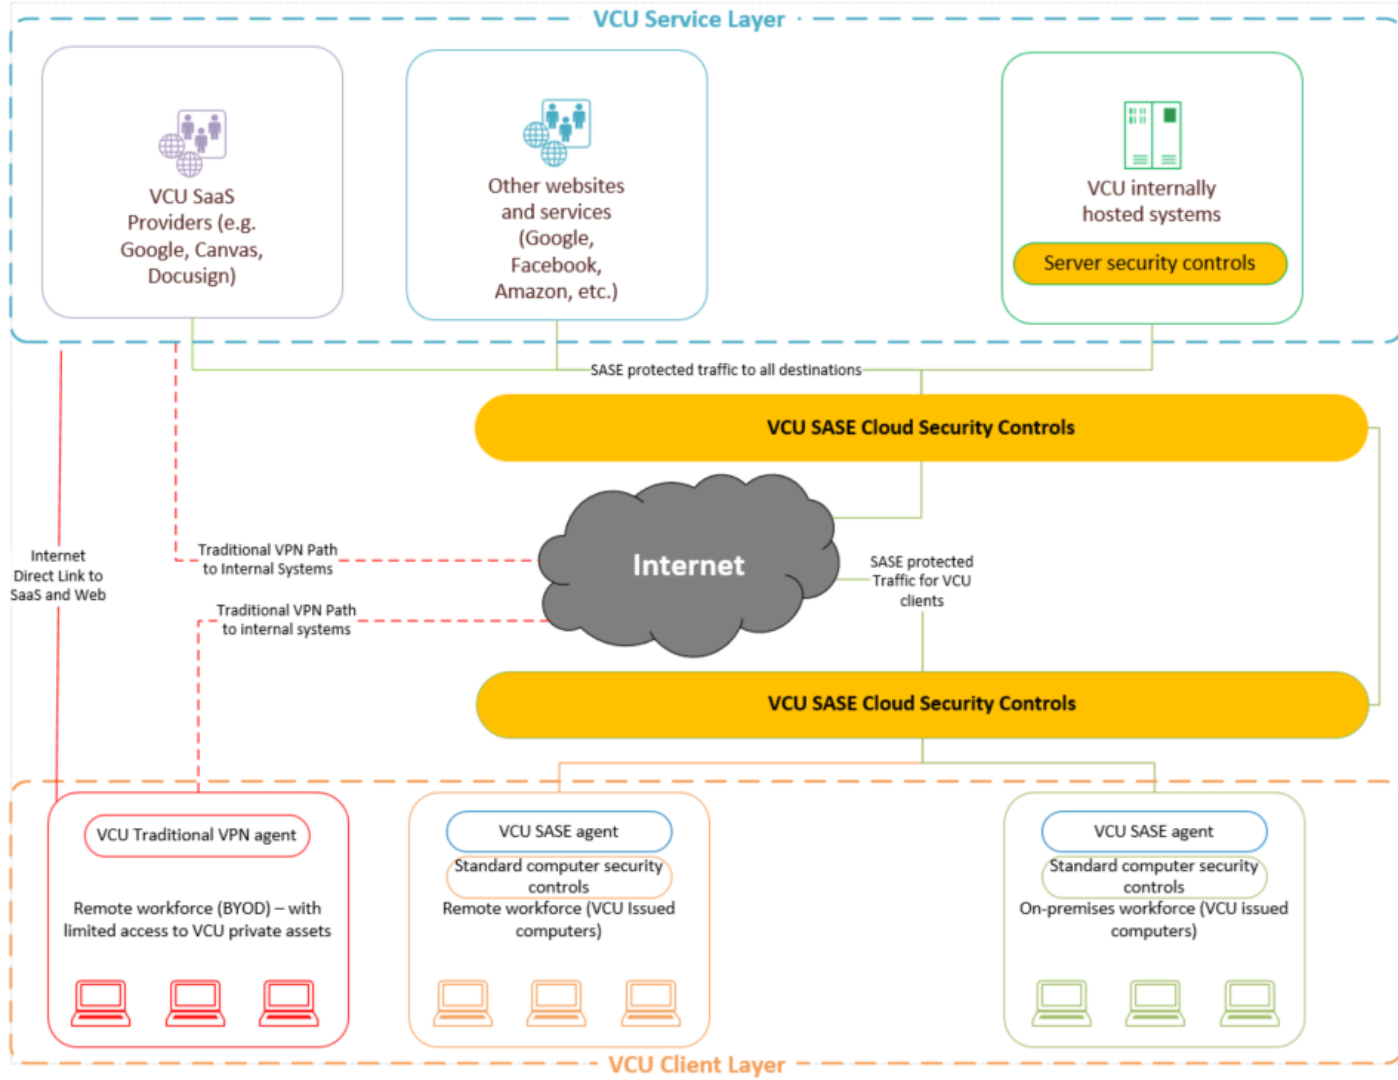 VCU Service Layer
VCU SaaS
Providers (e.g.
Google, Canvas,
Docusign)
Other websites
and services
(Google,
Facebook,
Amazon, etc.)
VCU internally
hosted systems
Server security controls
SASE protected traffic to all destinations
VCU SASE Cloud Security Controls
Internet
Direct Link to
SaaS and Web
Traditional VPN Path
to Internal Systems
Traditional VPN Path
to internal systems
Internet
SASE protected
Traffic for VCU
clients
VCU SASE Cloud Security Controls
VCU Traditional VPN agent
Remote workforce (BYOD) – with
limited access to VCU private assets
VCU SASE agent
Standard computer security
controls
Remote workforce (VCU Issued
computers)
VCU SASE agent
Standard computer security
controls
On-premises workforce (VCU issued
computers)
VCU Client Layer